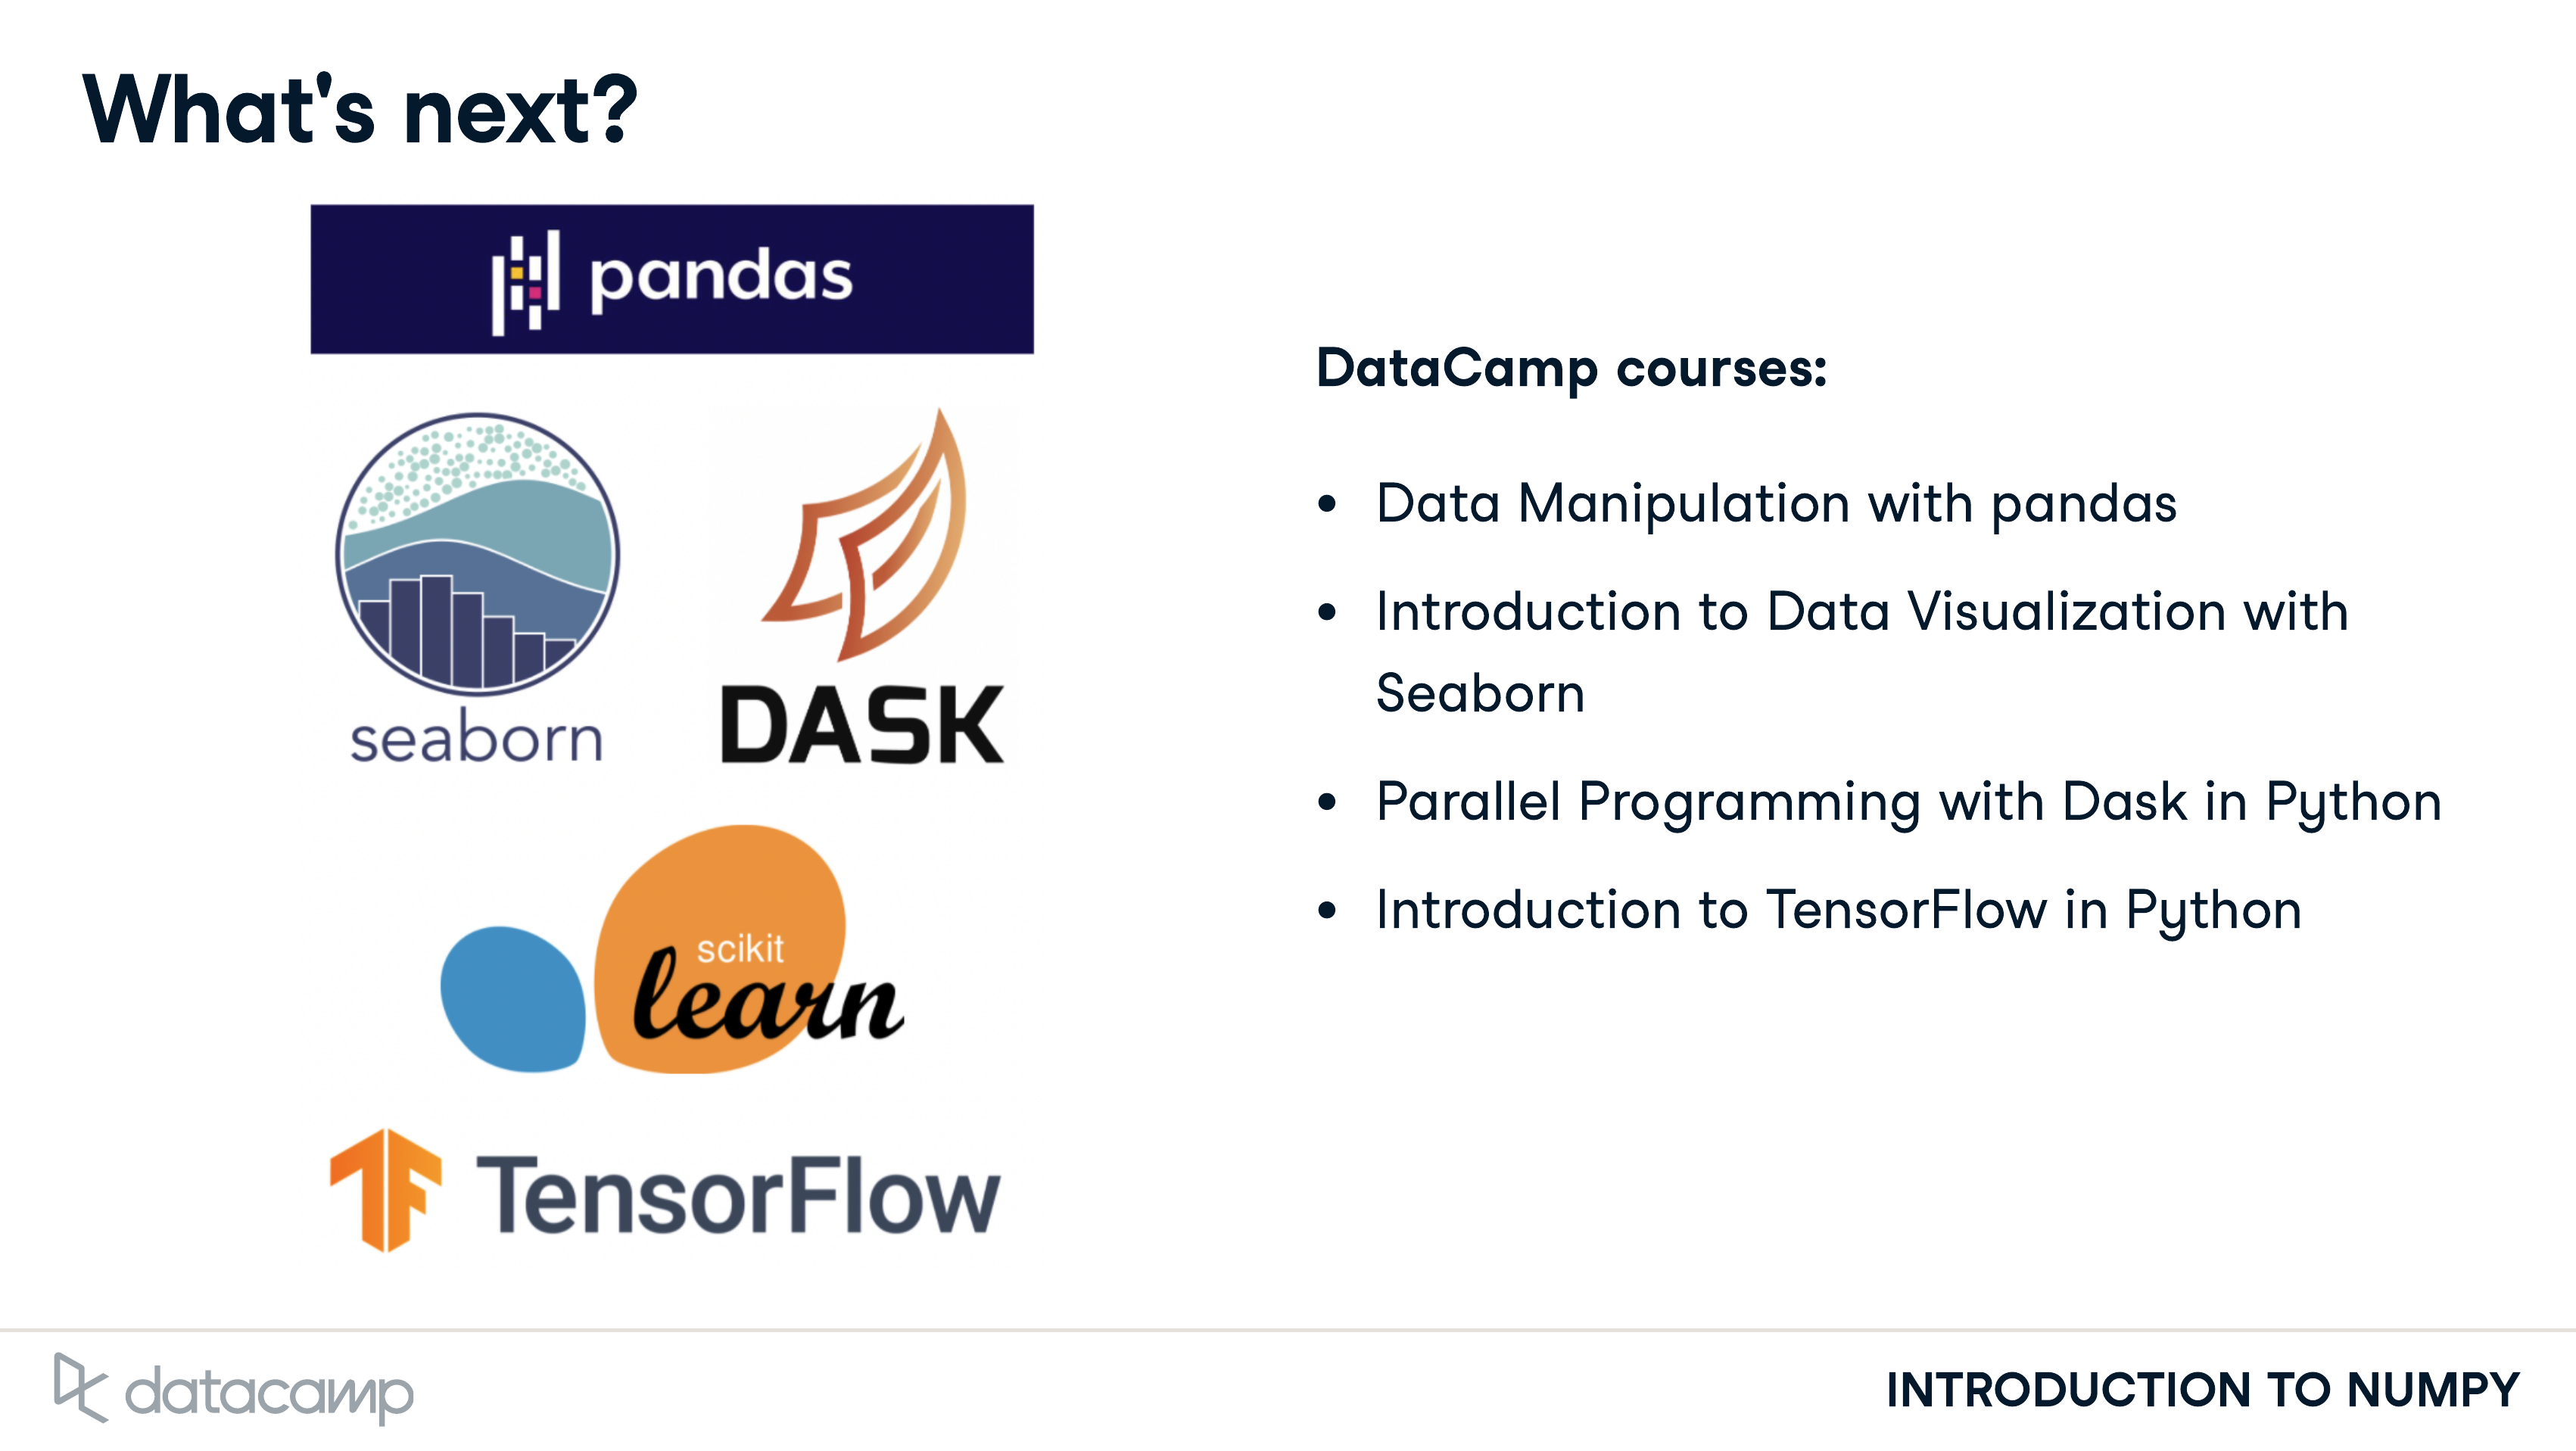 What's next?
pandas
seaborn
DASK
scikit
learn
TensorFlow
DataCamp courses:
• Data Manipulation with pandas
• Introduction to Data Visualization with
Seaborn
• Parallel Programming with Dask in Python
• Introduction to TensorFlow in Python
datacamp
INTRODUCTION TO NUMPY